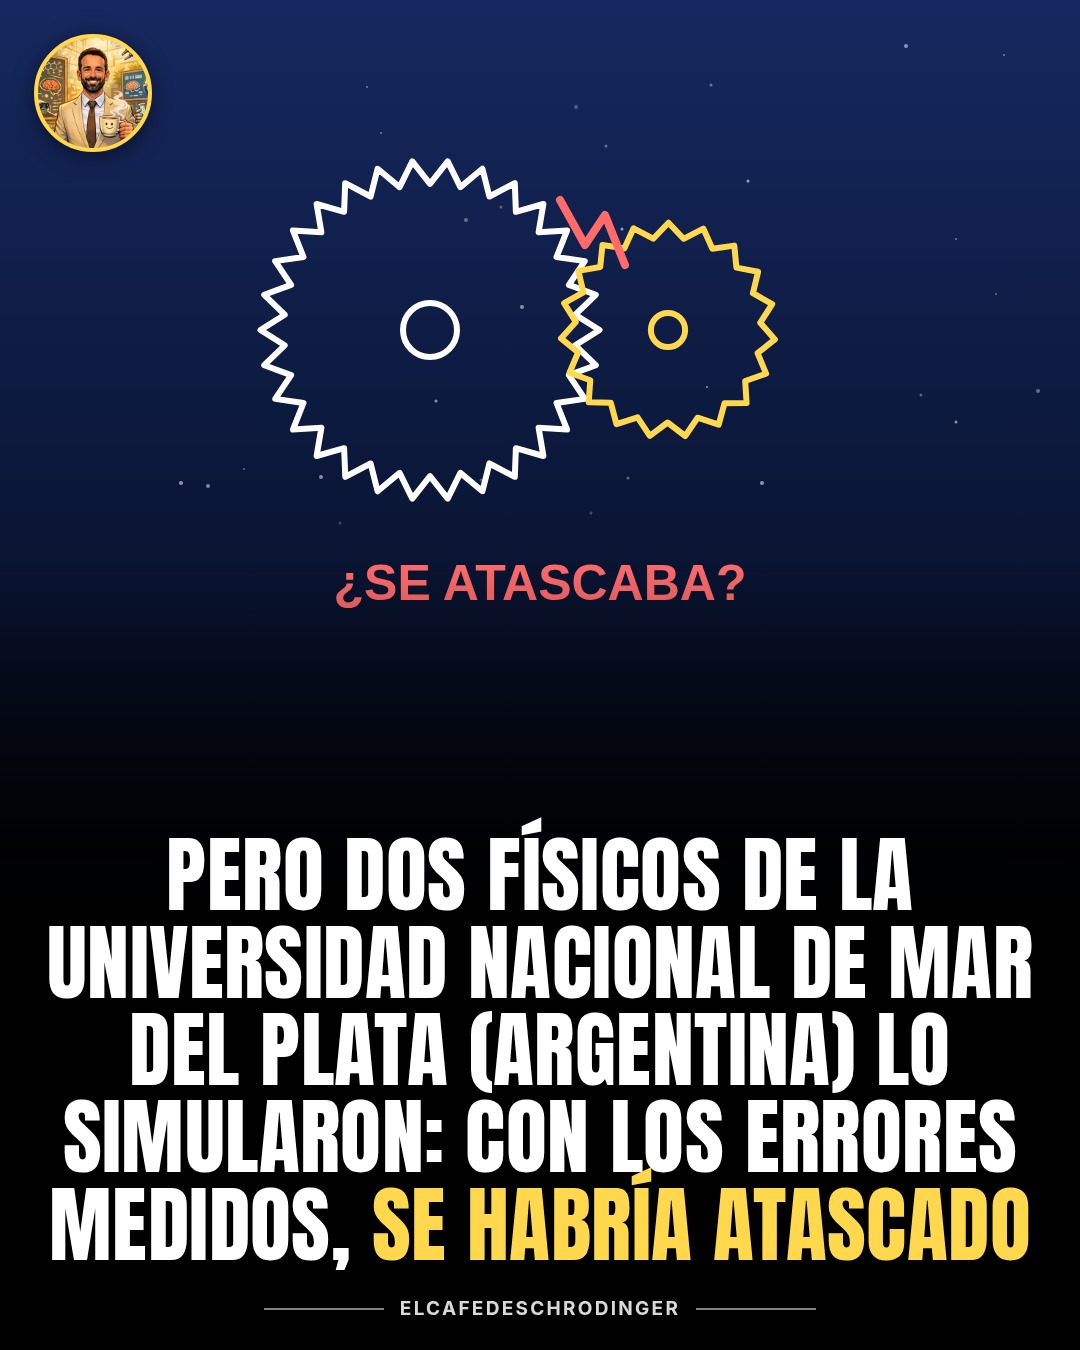 ¿SE ATASCABA?
PERO DOS FÍSICOS DE LA
UNIVERSIDAD NACIONAL DE MAR
DEL PLATA (ARGENTINA) LO
SIMULARON: CON LOS ERRORES
MEDIDOS, SE HABRÍA ATASCADO
ELCAFEDESCHRODINGER